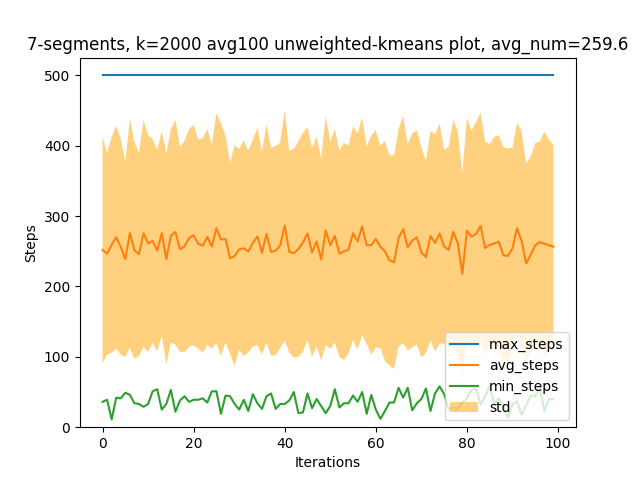 7-segments, k=2000 avg100 unweighted-kmeans plot, avg_num=259.6
500
400
300
200
100
0
Steps
0
20
40
60
80
100
Iterations
max_steps
avg_steps
min_steps
std